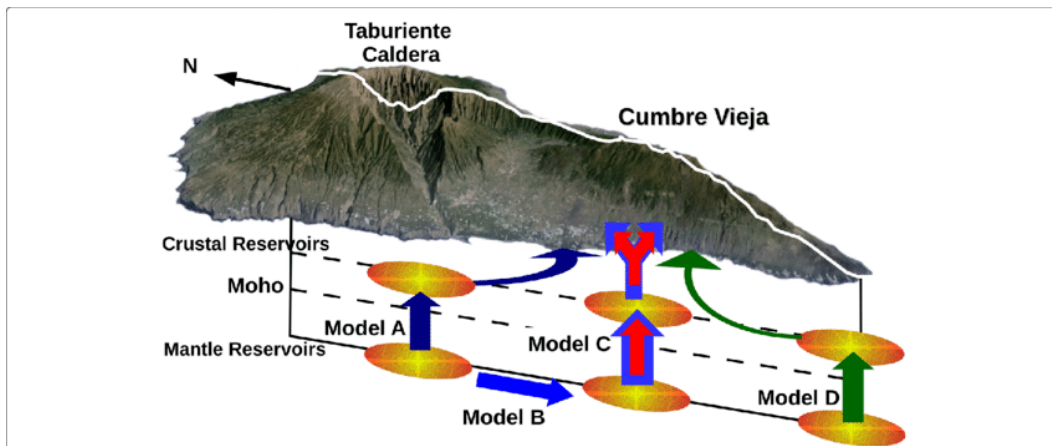 Taburiente
Caldera
N
Cumbre Vieja
Crustal Reservoirs
Moho
Model A
Model C
Mantle Reservoirs
Model D
Model B